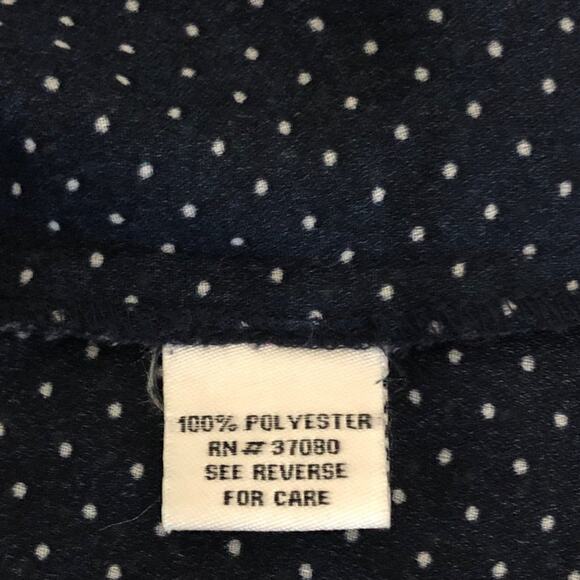 100% POLYESTER
RN # 37080
SEE REVERSE
FOR CARE